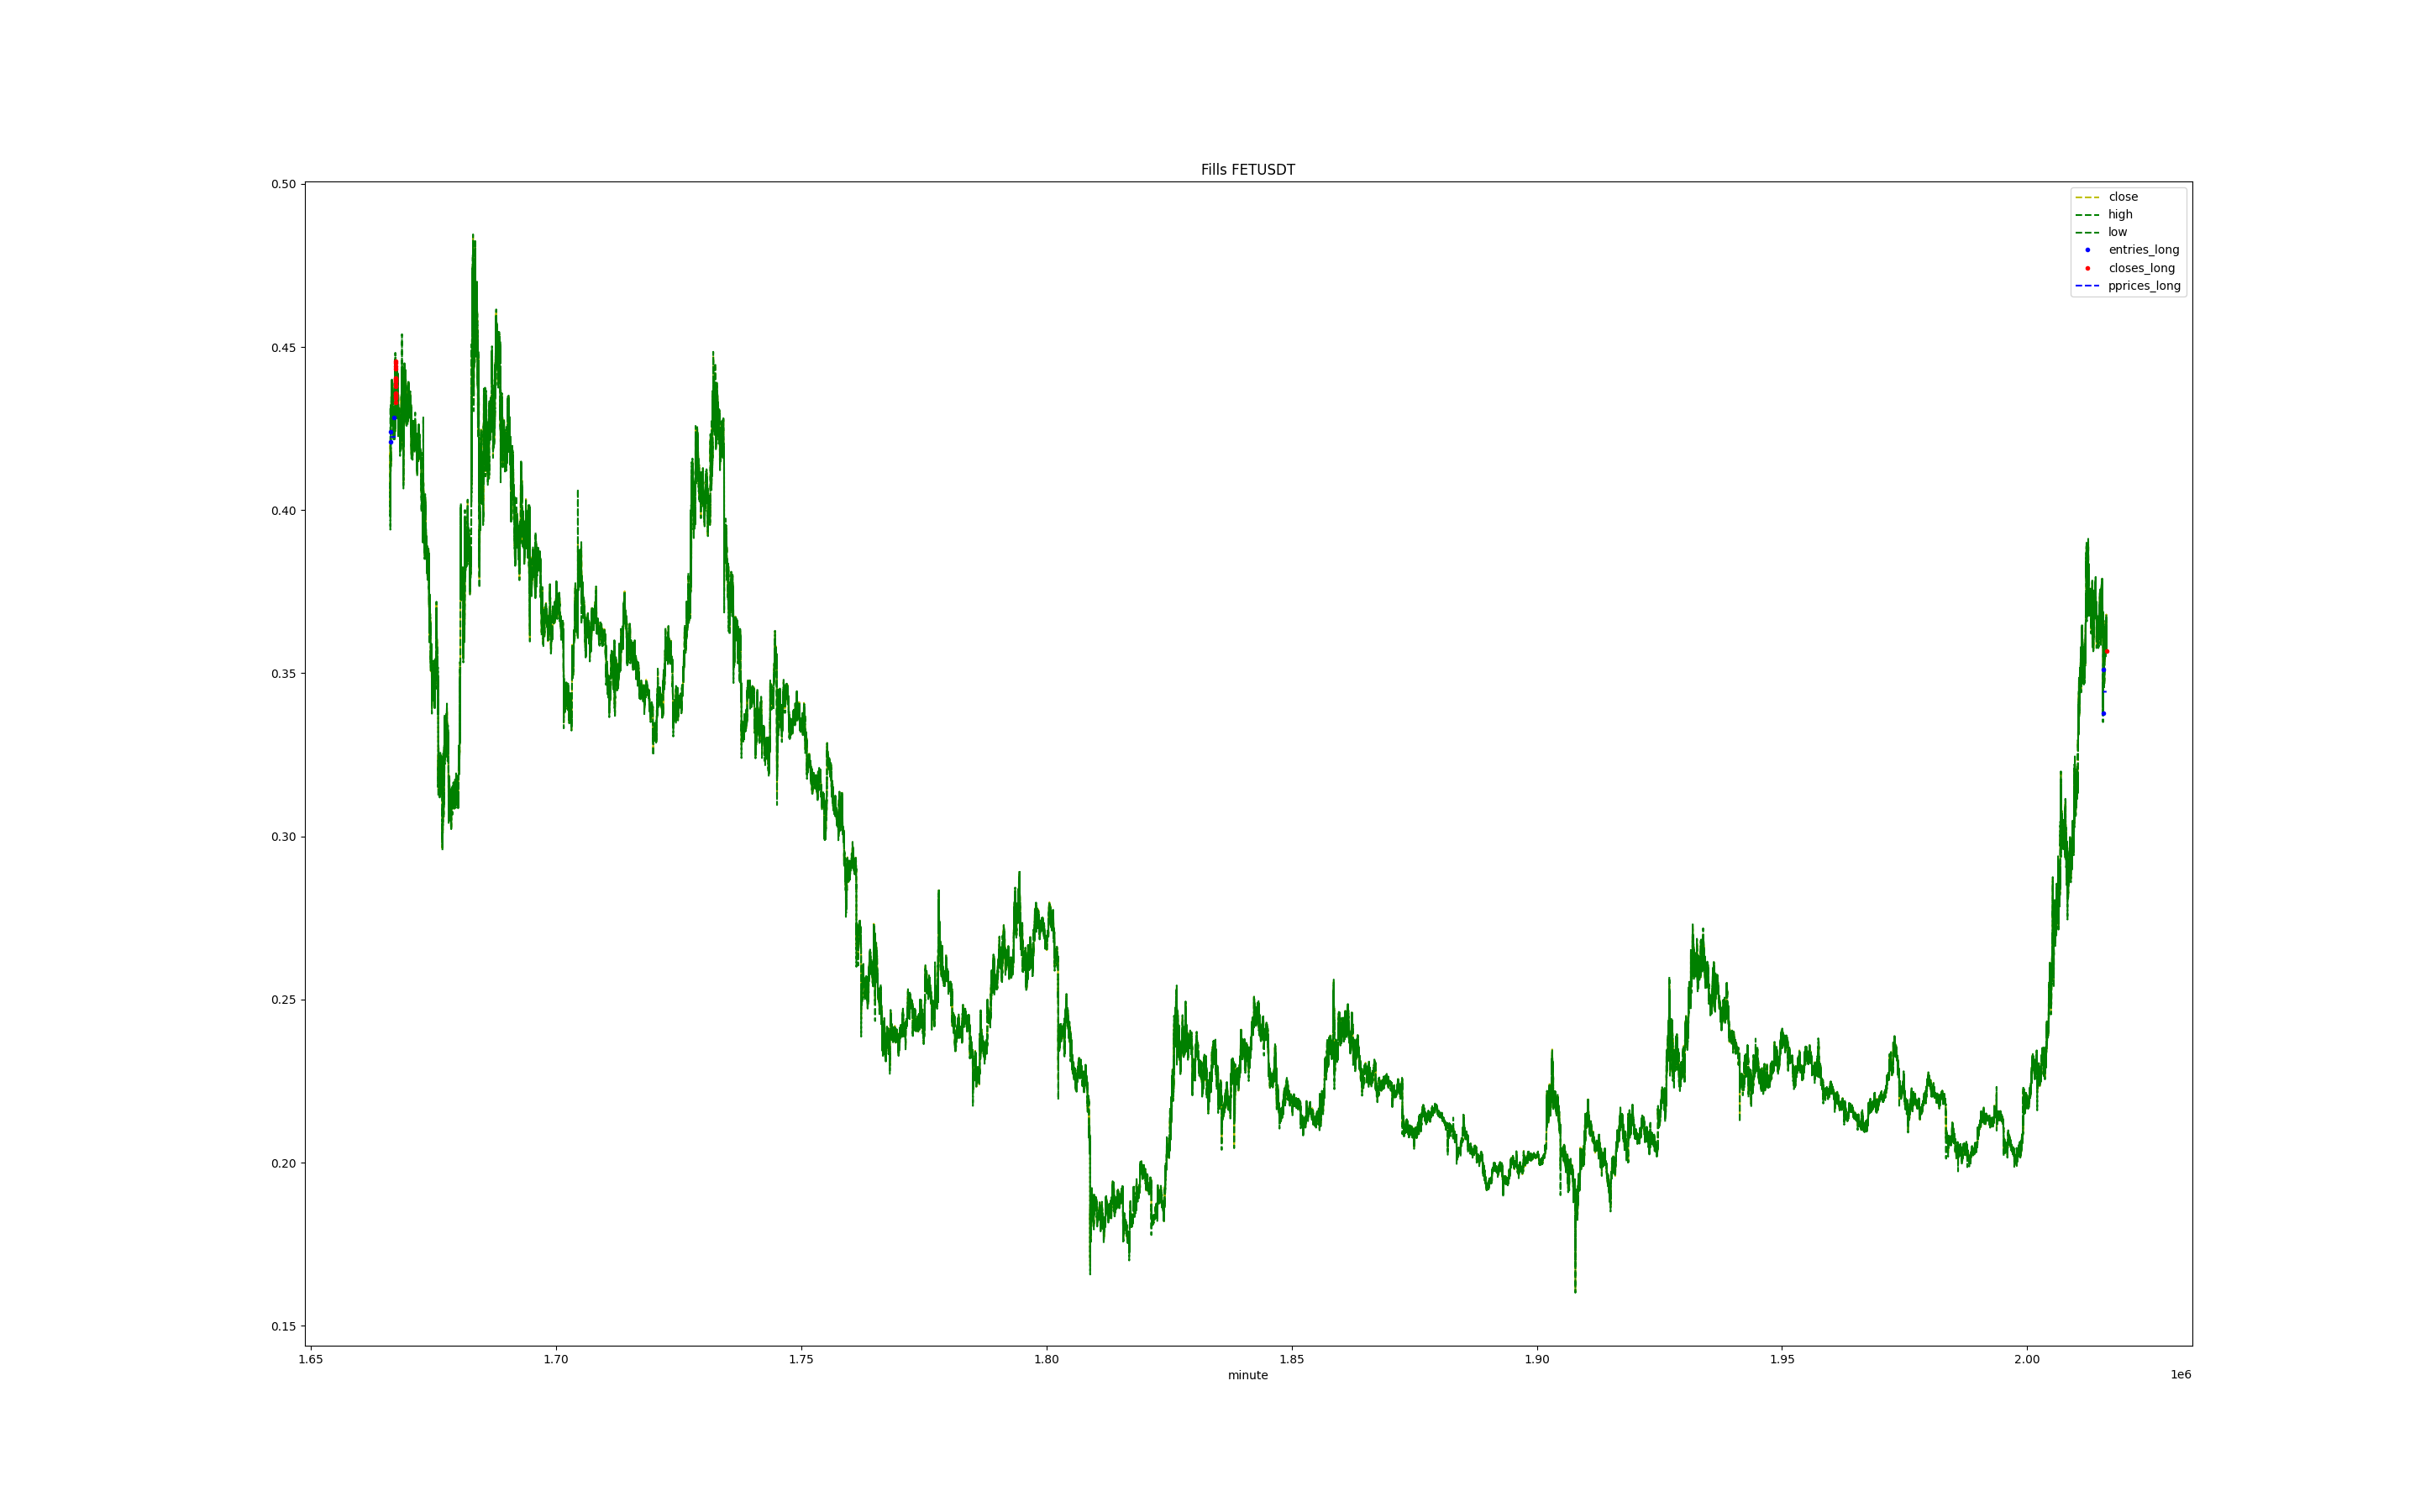 Fills FETUSDT
0.50
0.45
0.40
0.35
0.30
0.25
0.20
0.15
close
high
low
entries_long
closes_long
pprices_long
1.65 1.70 1.75 1.80 1.85 1.90 1.95 2.00
minute
1e6